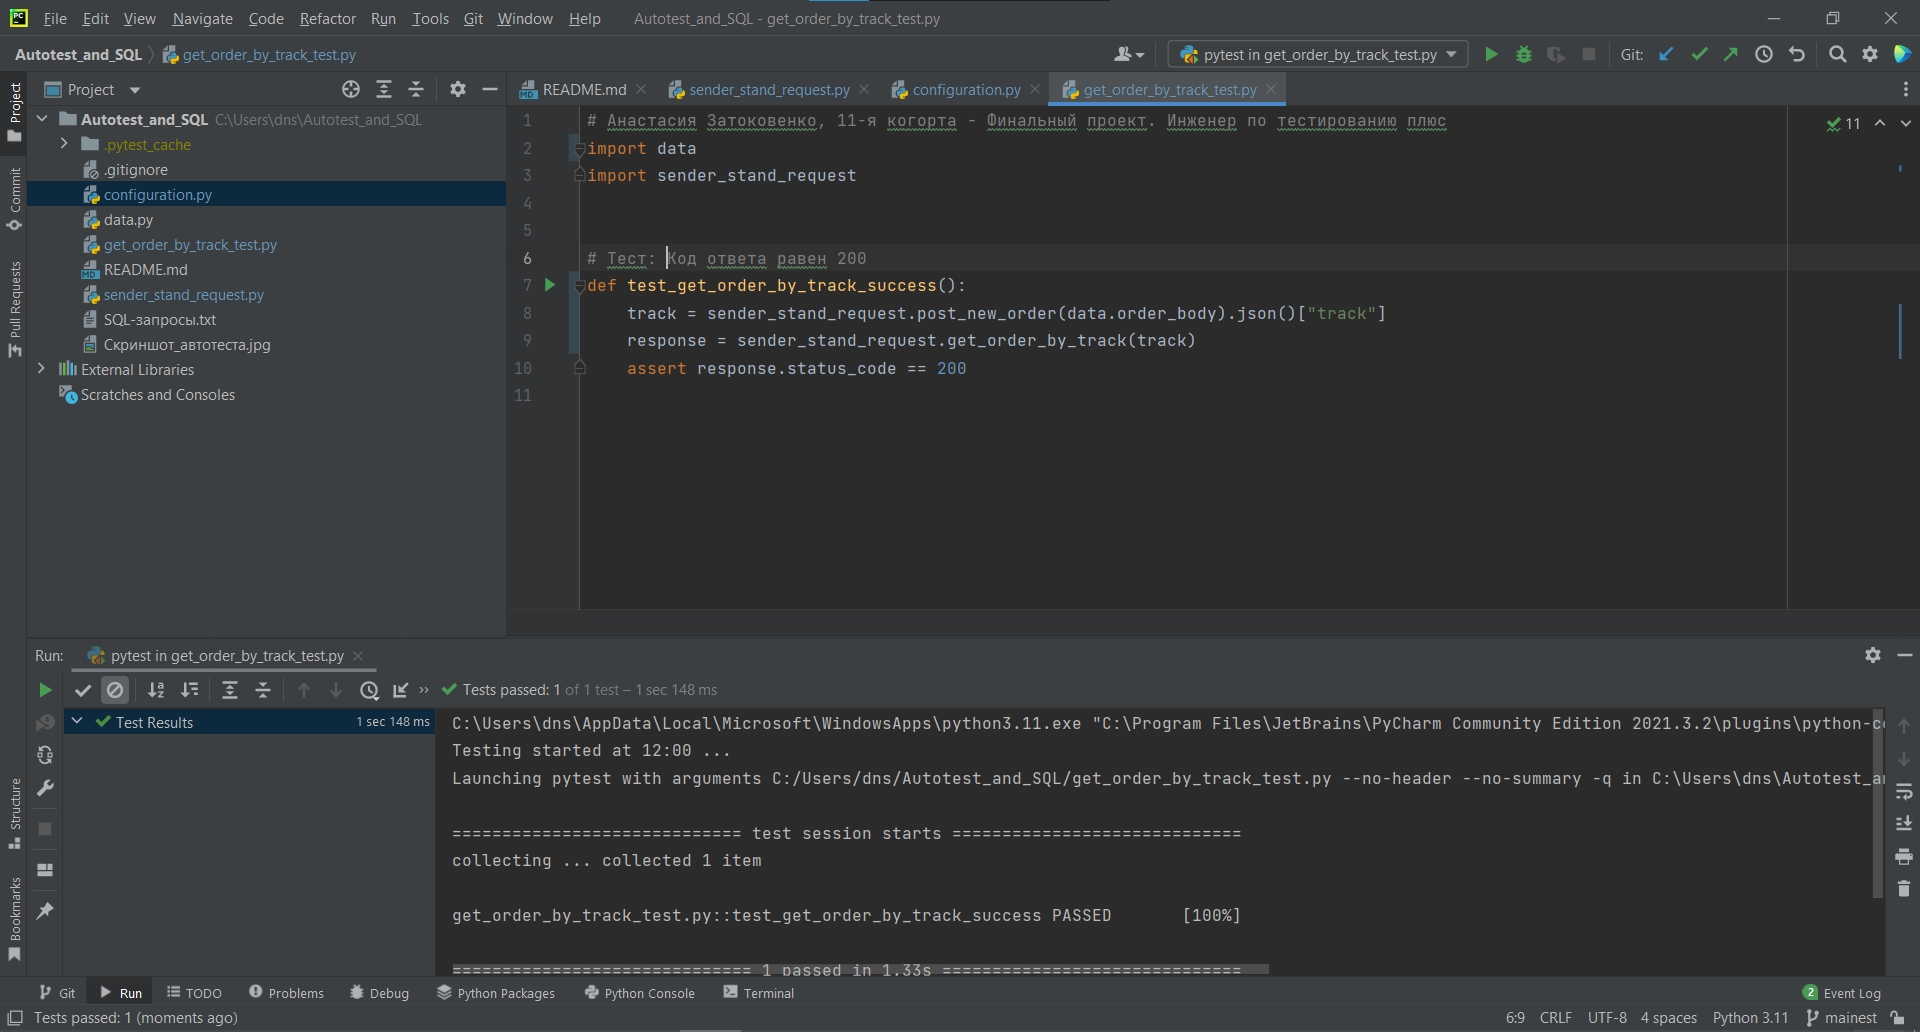 PC File Edit View Navigate Code Refactor Run Tools Git Window Help Autotest_and_SQL - get_order_by_track_test.py
Autotest_and_SQL get_order_by_track_test.py pytest in get_order_by_track_test.py Git:
Project
README.md sender_stand_request.py configuration.py get_order_by_track_test.py
Project
Commit
Pull Requests
Autotest_and_SQL C:\Users\dns\Autotest_and_SQL
.pytest_cache
.gitignore
configuration.py
data.py
get_order_by_track_test.py
README.md
sender_stand_request.py
SQL-запросы.txt
Скриншот_автотеста.jpg
External Libraries
Scratches and Consoles
11
1 # Анастасия Затоковенко, 11-я когорта - Финальный проект. Инженер по тестированию плюс
2 import data
3 import sender_stand_request
4
5
6 # Тест: Код ответа равен 200
7 def test_get_order_by_track_success():
8 track = sender_stand_request.post_new_order(data.order_body).json()["track"]
9 response = sender_stand_request.get_order_by_track(track)
10 assert response.status_code == 200
11
Run: pytest in get_order_by_track_test.py
Tests passed: 1 of 1 test – 1 sec 148 ms
Test Results 1 sec 148 ms
Structure
Bookmarks
C:\Users\dns\AppData\Local\Microsoft\WindowsApps\python3.11.exe "C:\Program Files\JetBrains\PyCharm Community Edition 2021.3.2\plugins\python-c
Testing started at 12:00 ...
Launching pytest with arguments C:/Users/dns/Autotest_and_SQL/get_order_by_track_test.py --no-header --no-summary -q in C:\Users\dns\Autotest_a
============================= test session starts =============================
collecting ... collected 1 item
get_order_by_track_test.py::test_get_order_by_track_success PASSED [100%]
============================== 1 passed in 1.33s ==============================
Git Run TODO Problems Debug Python Packages Python Console Terminal 2 Event Log
Tests passed: 1 (moments ago) 6:9 CRLF UTF-8 4 spaces Python 3.11 mainest